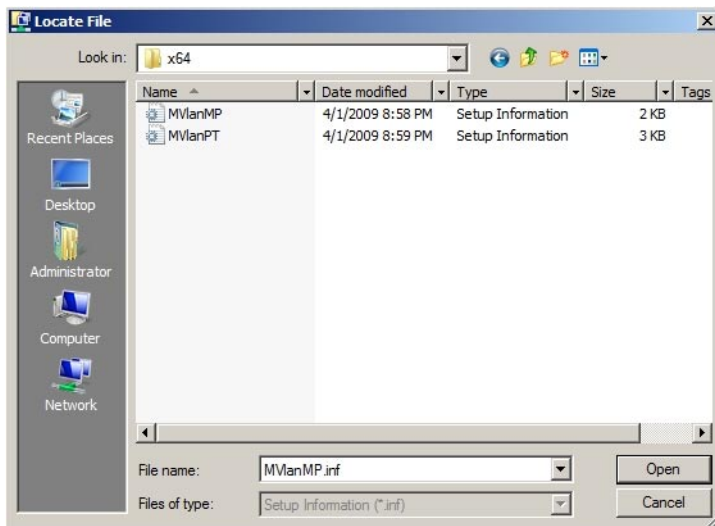 Locate File
Look in: x64
Name Date modified Type Size Tags
MVlanMP 4/1/2009 8:58 PM Setup Information 2 KB
MVlanPT 4/1/2009 8:59 PM Setup Information 3 KB
Recent Places
Desktop
Administrator
Computer
Network
File name: MVlanMP.inf Open
Files of type: Setup Information (*.inf) Cancel